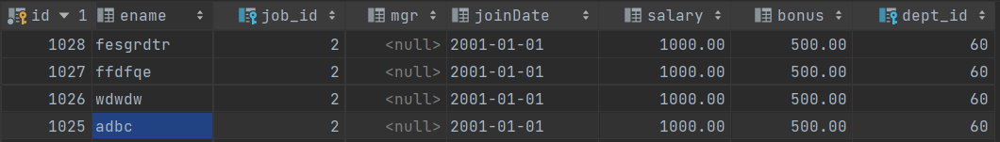 id 1 ename job_id mgr joinDate salary bonus dept_id
1028 fesgrdtr 2 <null> 2001-01-01 1000.00 500.00 60
1027 ffdfqe 2 <null> 2001-01-01 1000.00 500.00 60
1026 wdwdw 2 <null> 2001-01-01 1000.00 500.00 60
1025 adbc 2 <null> 2001-01-01 1000.00 500.00 60